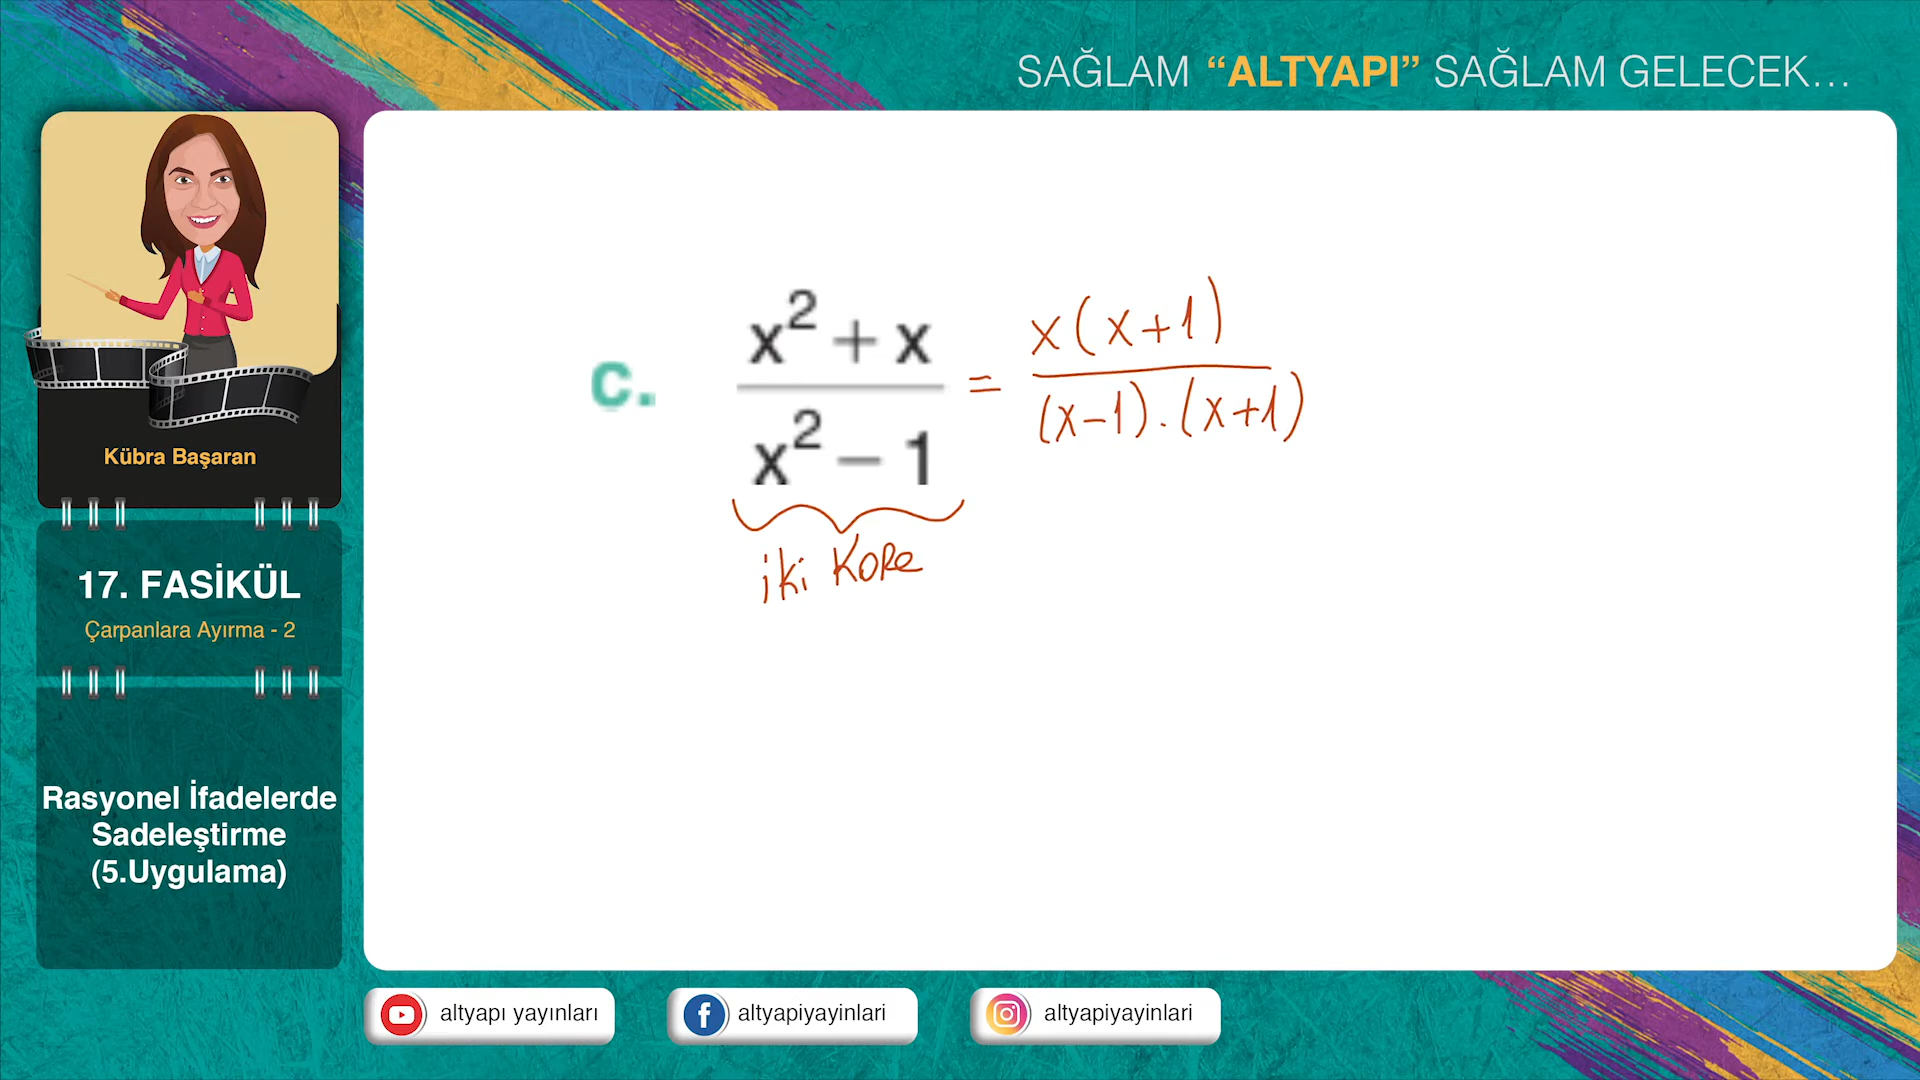 SAĞLAM “ALTYAPI” SAĞLAM GELECEK...
Kübra Başaran
17. FASİKÜL
Çarpanlara Ayırma - 2
Rasyonel İfadelerde
Sadeleştirme
(5.Uygulama)
c. (x² + x)/(x² − 1) = x(x+1)/((x−1).(x+1))
iki KaRe
altyapı yayınları
altyapiyayinlari
altyapiyayinlari